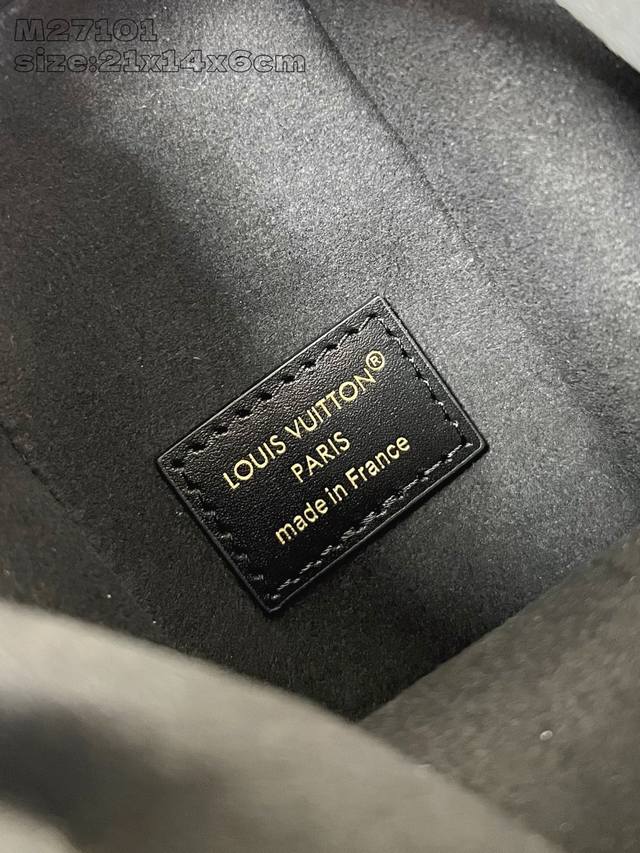 M27101
size:21x14x6cm
LOUIS VUITTON®
PARIS
made in France